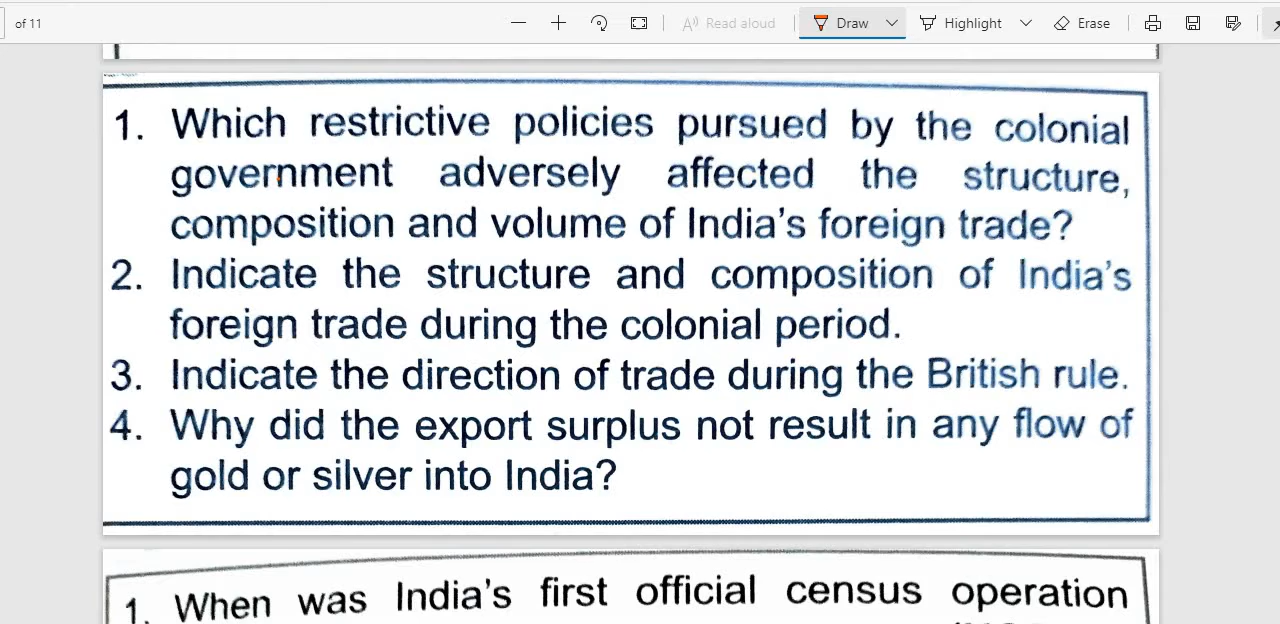 of 11
Read aloud
Draw
Highlight
Erase
1. Which restrictive policies pursued by the colonial
government adversely affected the structure,
composition and volume of India's foreign trade?
2. Indicate the structure and composition of India's
foreign trade during the colonial period.
3. Indicate the direction of trade during the British rule.
4. Why did the export surplus not result in any flow of
gold or silver into India?
1. When was India's first official census operation